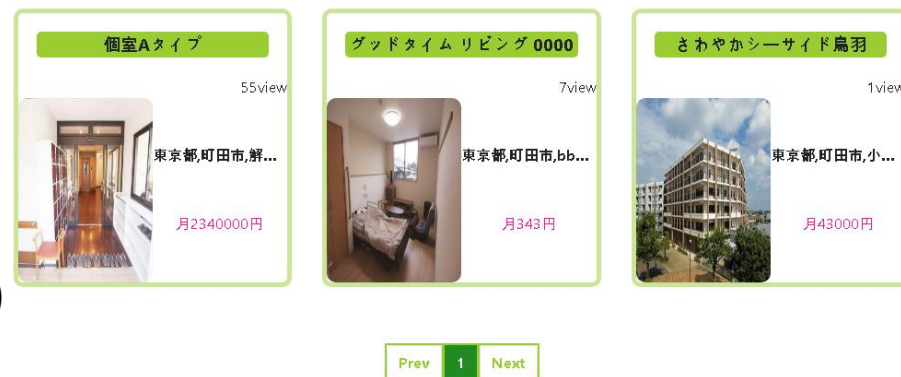 個室Aタイプ
グッドタイム リビング 0000
さわやかシーサイド鳥羽
55view
7view
1view
東京都,町田市,解...
東京都,町田市,bb...
東京都,町田市,小...
月2340000円
月343円
月43000円
Prev 1 Next